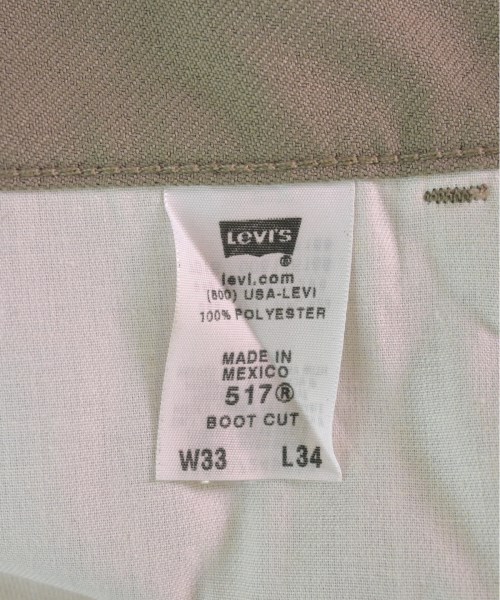 Levi's
®
levi.com
(800) USA-LEVI
100% POLYESTER
MADE IN
MEXICO
517®
BOOT CUT
W33 L34